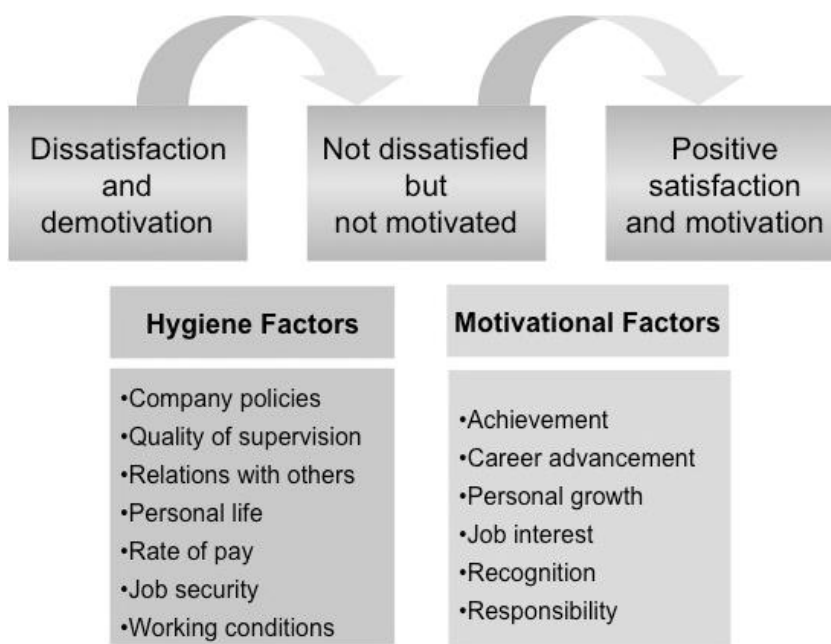 Dissatisfaction
and
demotivation
Not dissatisfied
but
not motivated
Positive
satisfaction
and motivation
Hygiene Factors
•Company policies
•Quality of supervision
•Relations with others
•Personal life
•Rate of pay
•Job security
•Working conditions
Motivational Factors
•Achievement
•Career advancement
•Personal growth
•Job interest
•Recognition
•Responsibility